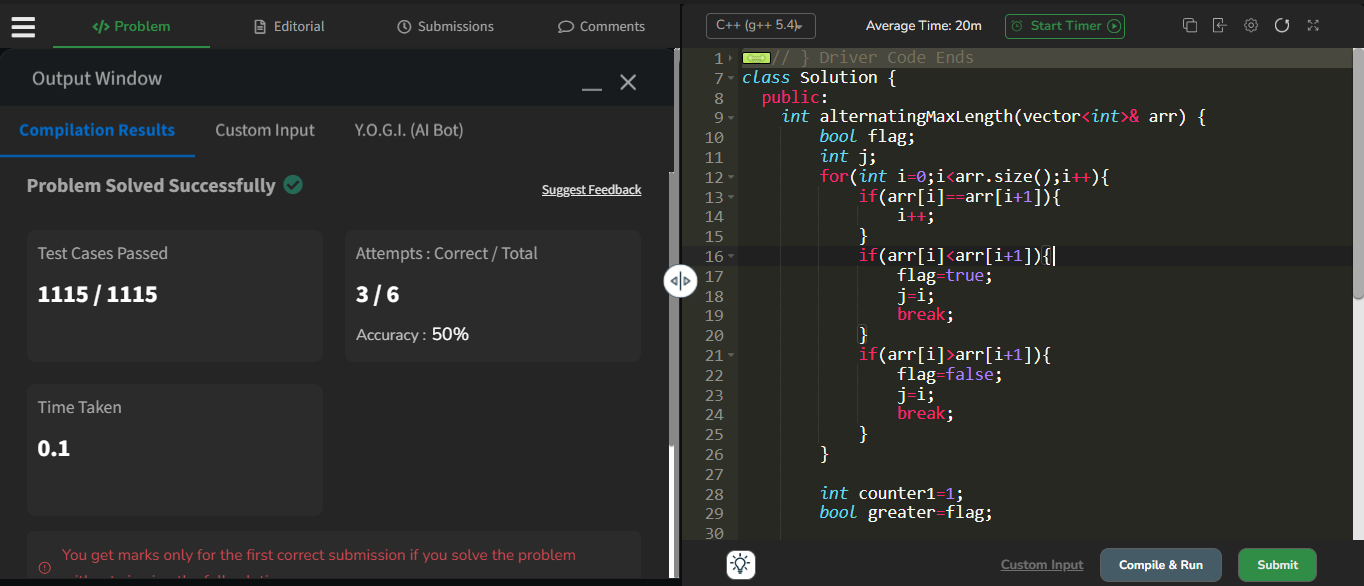 Problem
Editorial
Submissions
Comments
C++ (g++ 5.4)
Average Time: 20m
Start Timer
Output Window
Compilation Results
Custom Input
Y.O.G.I. (AI Bot)
Problem Solved Successfully
Suggest Feedback
Test Cases Passed
1115 / 1115
Attempts : Correct / Total
3 / 6
Accuracy : 50%
Time Taken
0.1
You get marks only for the first correct submission if you solve the problem
1 // } Driver Code Ends
7 class Solution {
8 public:
9 int alternatingMaxLength(vector<int>& arr) {
10 bool flag;
11 int j;
12 for(int i=0;i<arr.size();i++){
13 if(arr[i]==arr[i+1]){
14 i++;
15 }
16 if(arr[i]<arr[i+1]){
17 flag=true;
18 j=i;
19 break;
20 }
21 if(arr[i]>arr[i+1]){
22 flag=false;
23 j=i;
24 break;
25 }
26 }
27
28 int counter1=1;
29 bool greater=flag;
30
Custom Input
Compile & Run
Submit